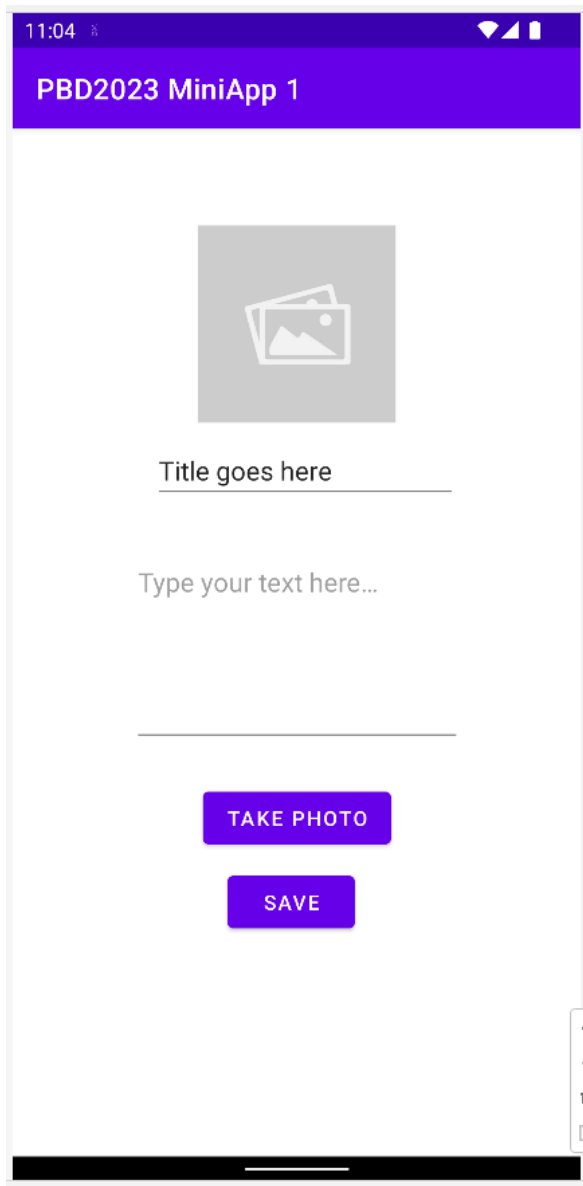 11:04
PBD2023 MiniApp 1
Title goes here
Type your text here...
TAKE PHOTO
SAVE